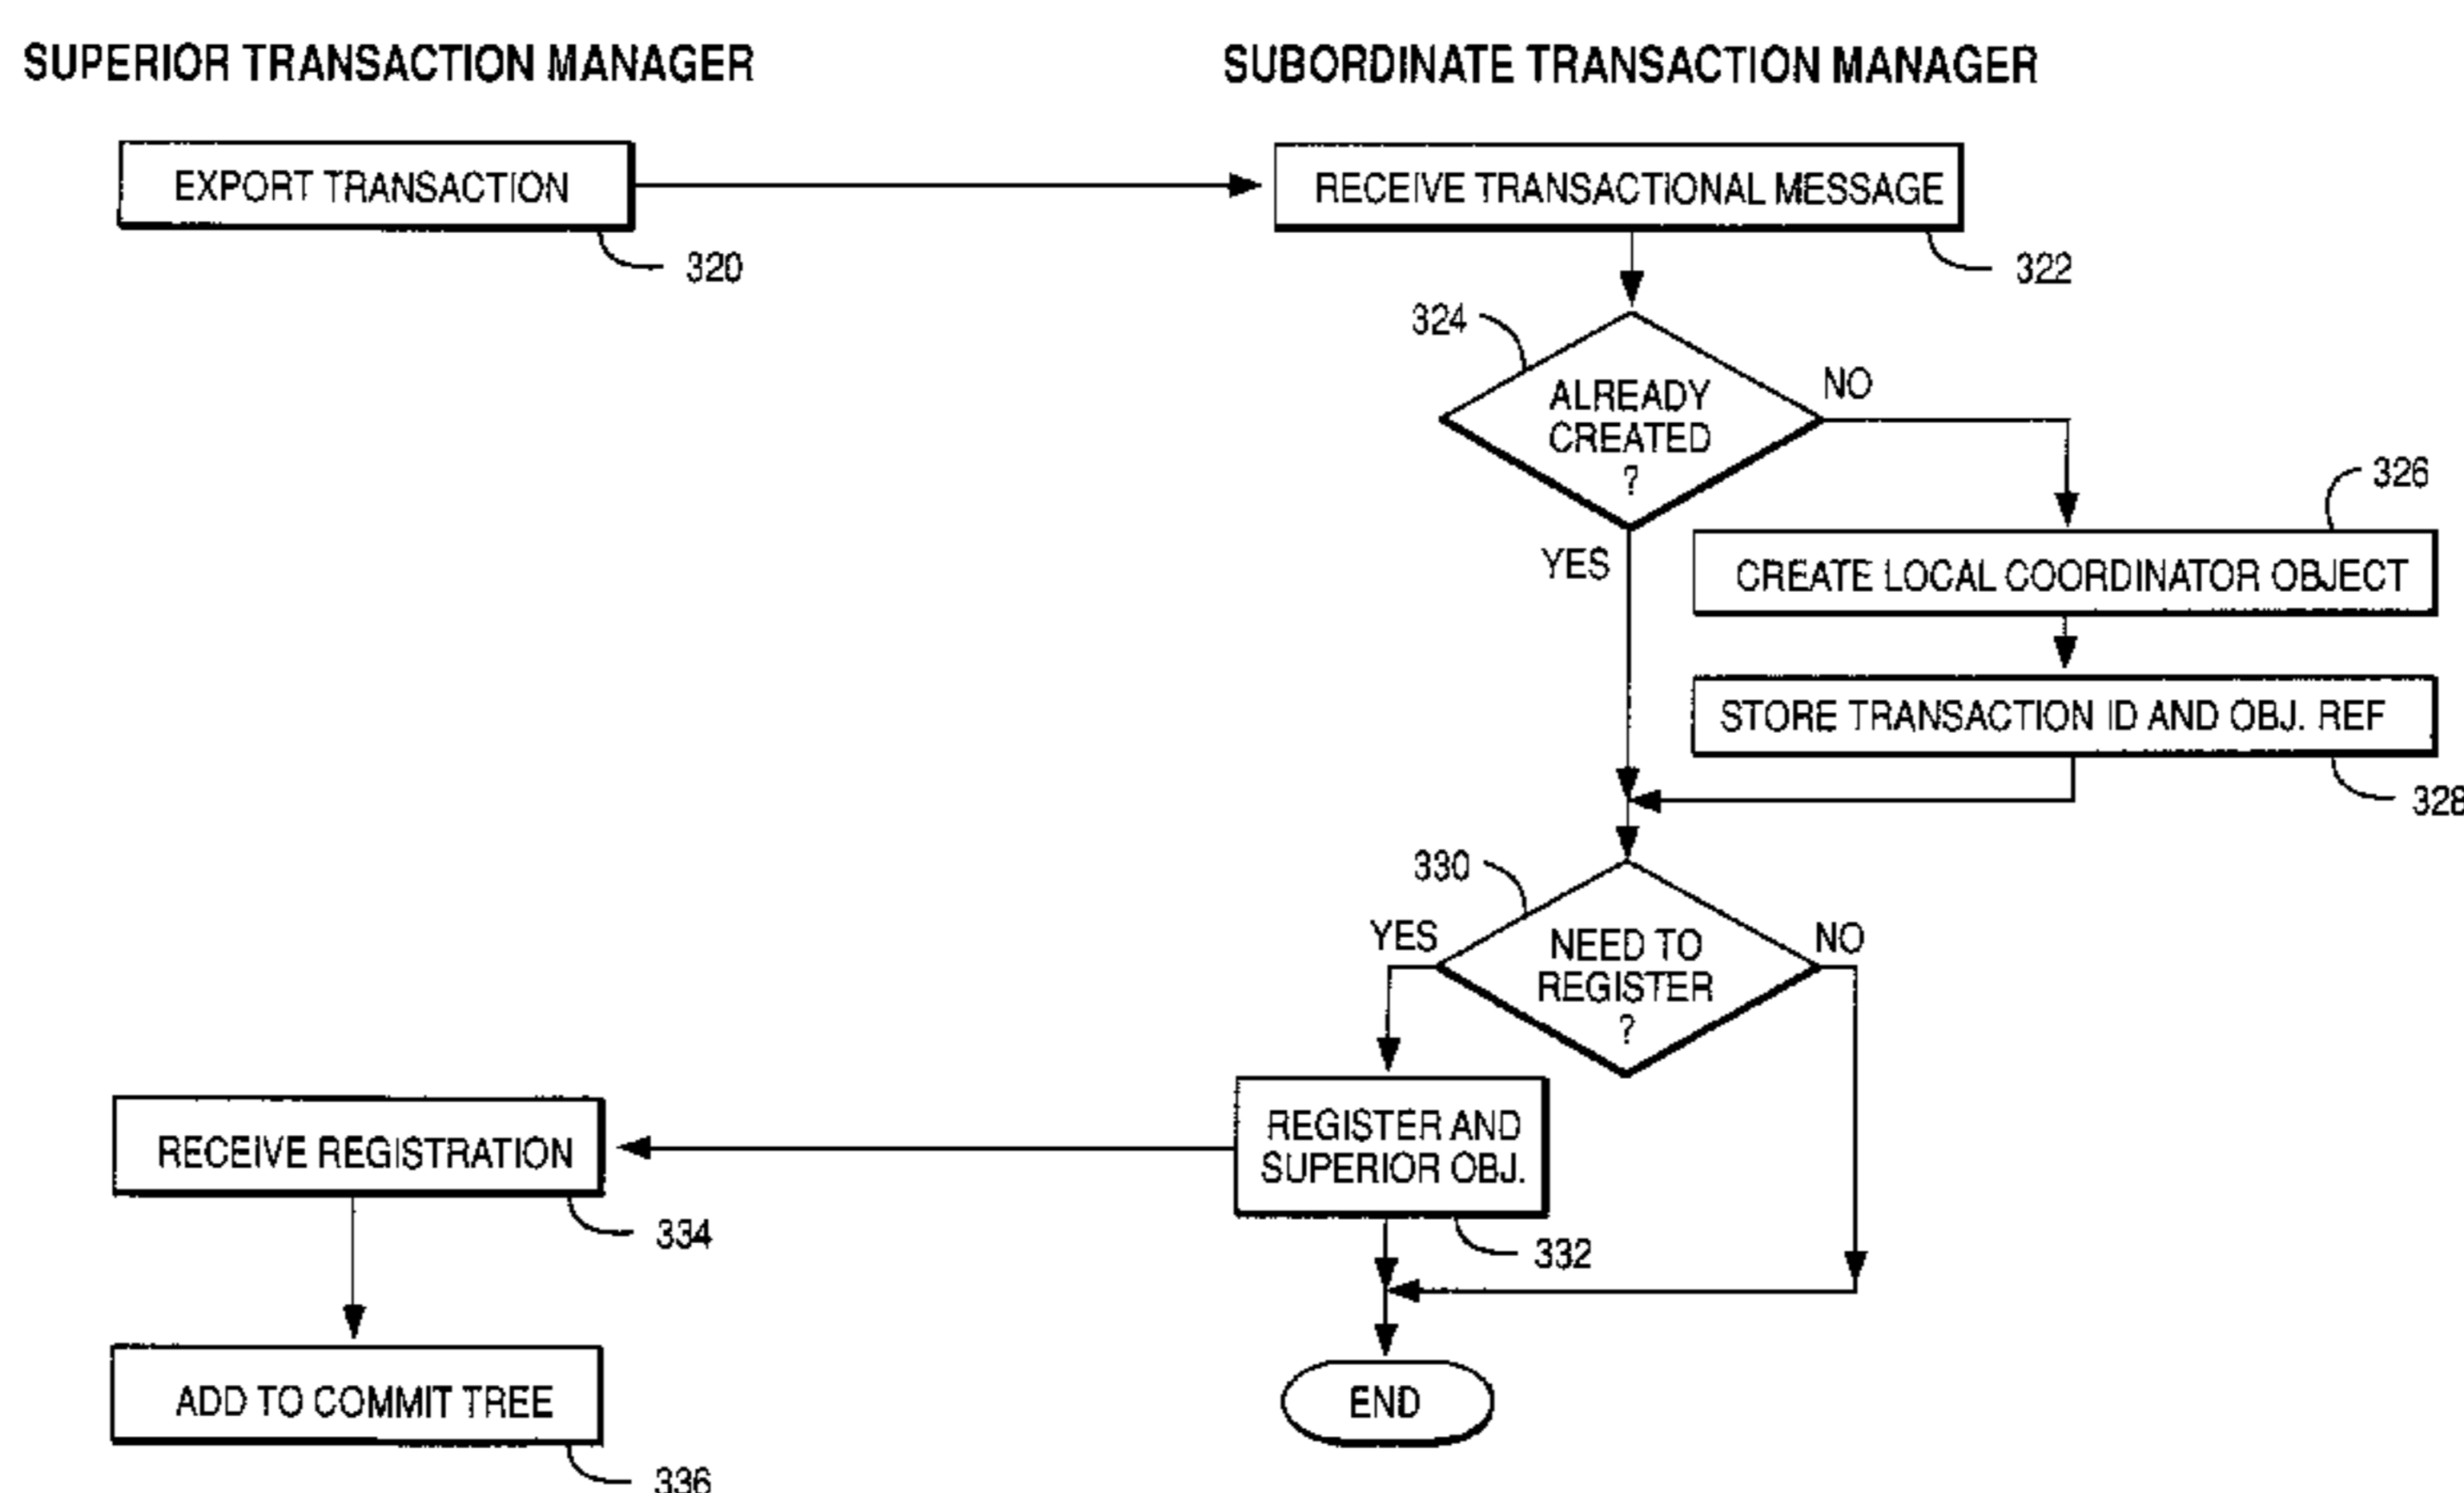 SUPERIOR TRANSACTION MANAGER
SUBORDINATE TRANSACTION MANAGER
EXPORT TRANSACTION
320
RECEIVE TRANSACTIONAL MESSAGE
322
324
ALREADY
CREATED
?
NO
YES
326
CREATE LOCAL COORDINATOR OBJECT
STORE TRANSACTION ID AND OBJ. REF
328
330
YES
NEED TO
REGISTER
?
NO
REGISTER AND
SUPERIOR OBJ.
332
RECEIVE REGISTRATION
334
ADD TO COMMIT TREE
336
END